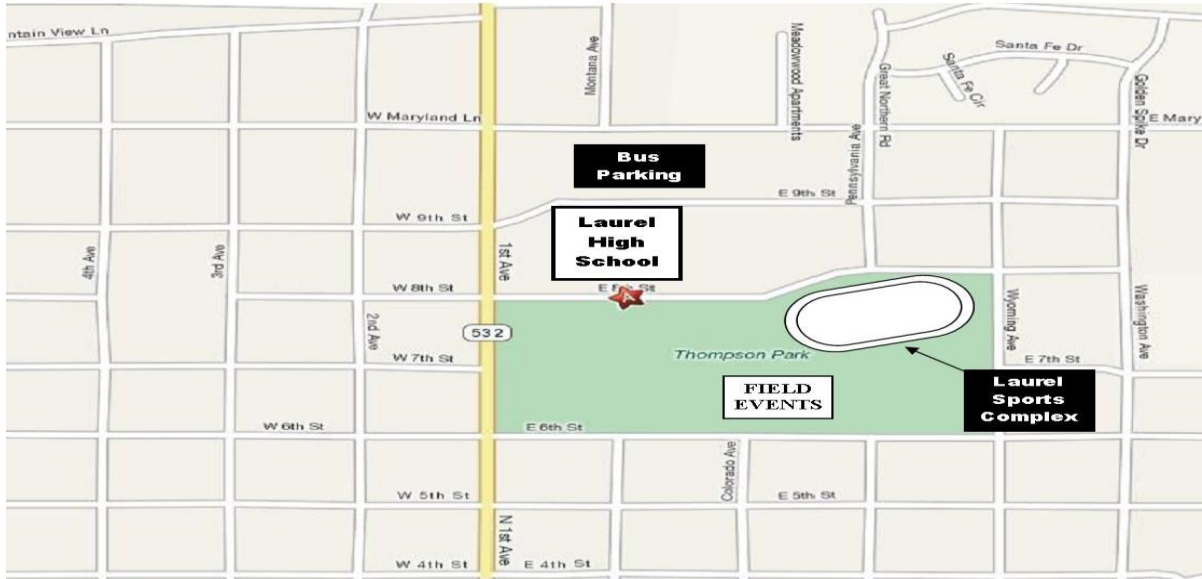 ntain View Ln
Montana Ave
Meadowwood Apartments
Great Northern Rd
Santa Fe Dr
Santa Fe Cir
Golden Spike Dr
W Maryland Ln
E Mary
Bus
Parking
Pennsylvania Ave
E 9th St
W 9th St
Laurel
High
School
4th Ave
3rd Ave
1st Ave
W 8th St
E 8th St
A
2nd Ave
532
Wyoming Ave
Washington Ave
W 7th St
Thompson Park
E 7th St
FIELD
EVENTS
Laurel
Sports
Complex
W 6th St
E 6th St
Colorado Ave
W 5th St
E 5th St
N 1st Ave
W 4th St
E 4th St